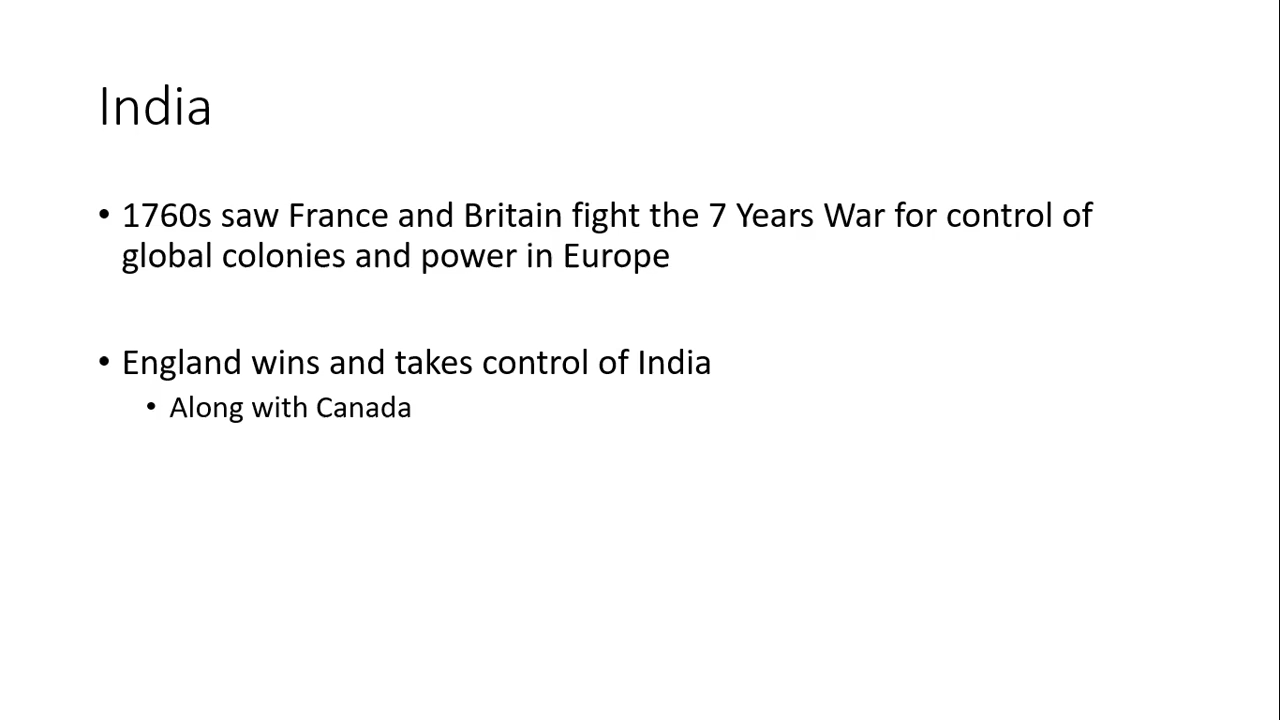 India
• 1760s saw France and Britain fight the 7 Years War for control of
global colonies and power in Europe
• England wins and takes control of India
• Along with Canada